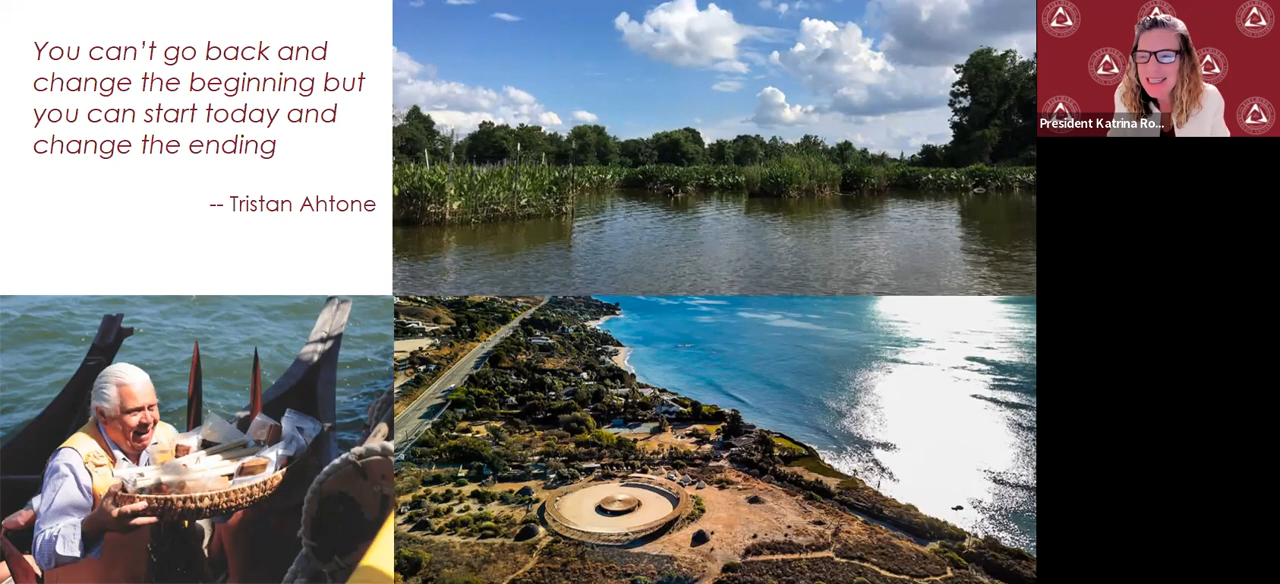 You can’t go back and
change the beginning but
you can start today and
change the ending
-- Tristan Ahtone
President Katrina Ro...